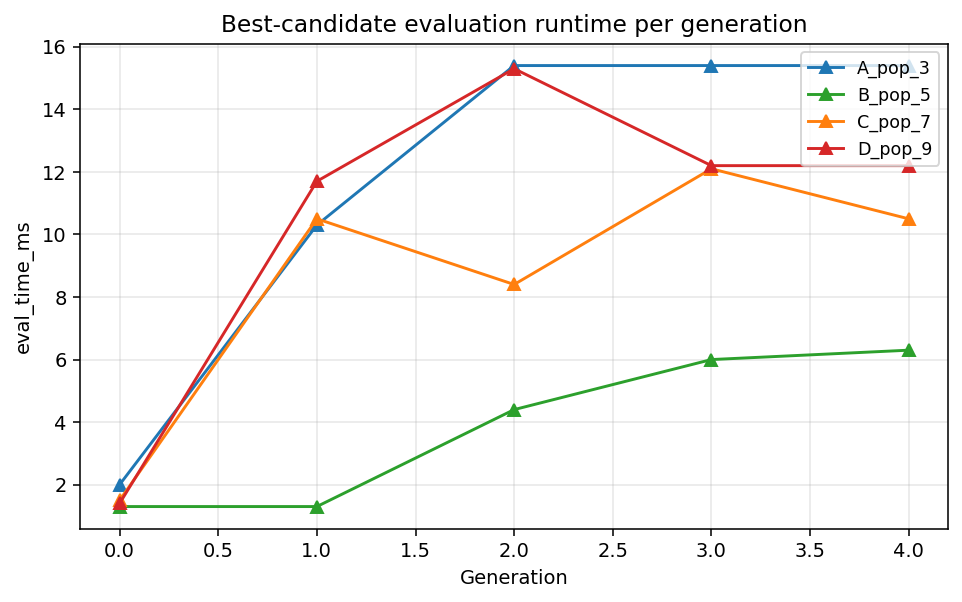 Best-candidate evaluation runtime per generation
eval_time_ms
16
14
12
10
8
6
4
2
A_pop_3
B_pop_5
C_pop_7
D_pop_9
0.0 0.5 1.0 1.5 2.0 2.5 3.0 3.5 4.0
Generation